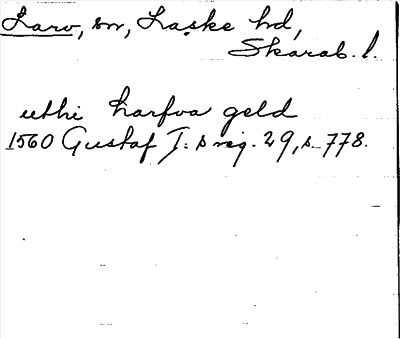 Larv, sn, Laske hd,
Skarab. l.
uthi harfva geld
1560 Gustaf I:s reg. 29, s. 778.